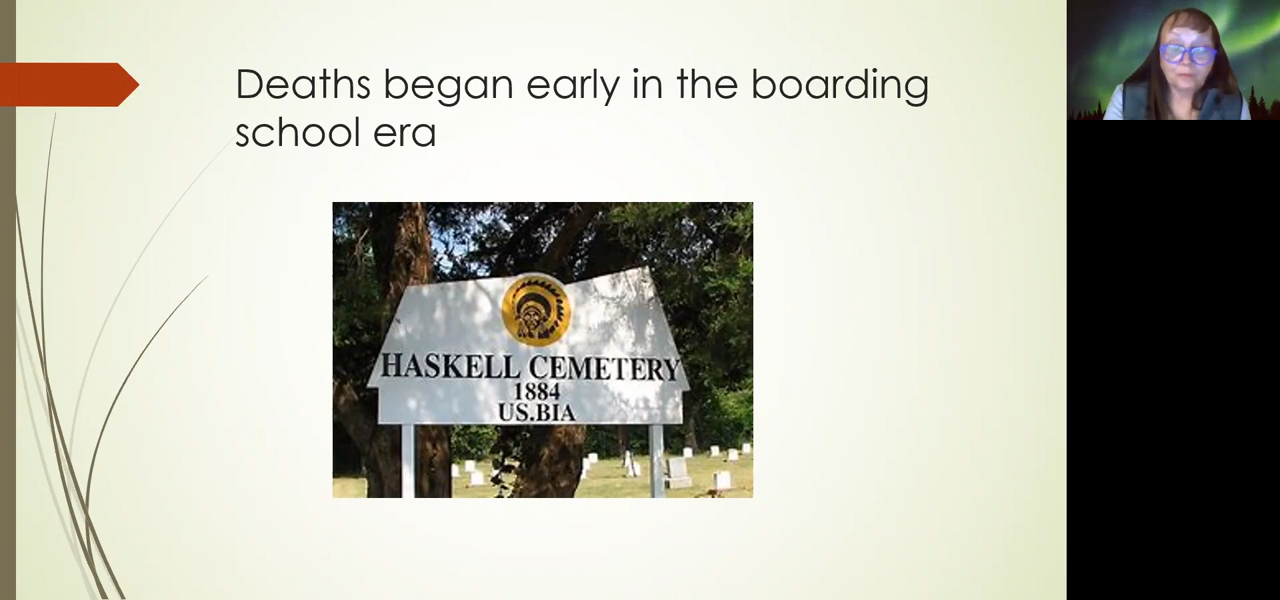 Deaths began early in the boarding
school era
HASKELL CEMETERY
1884
US.BIA